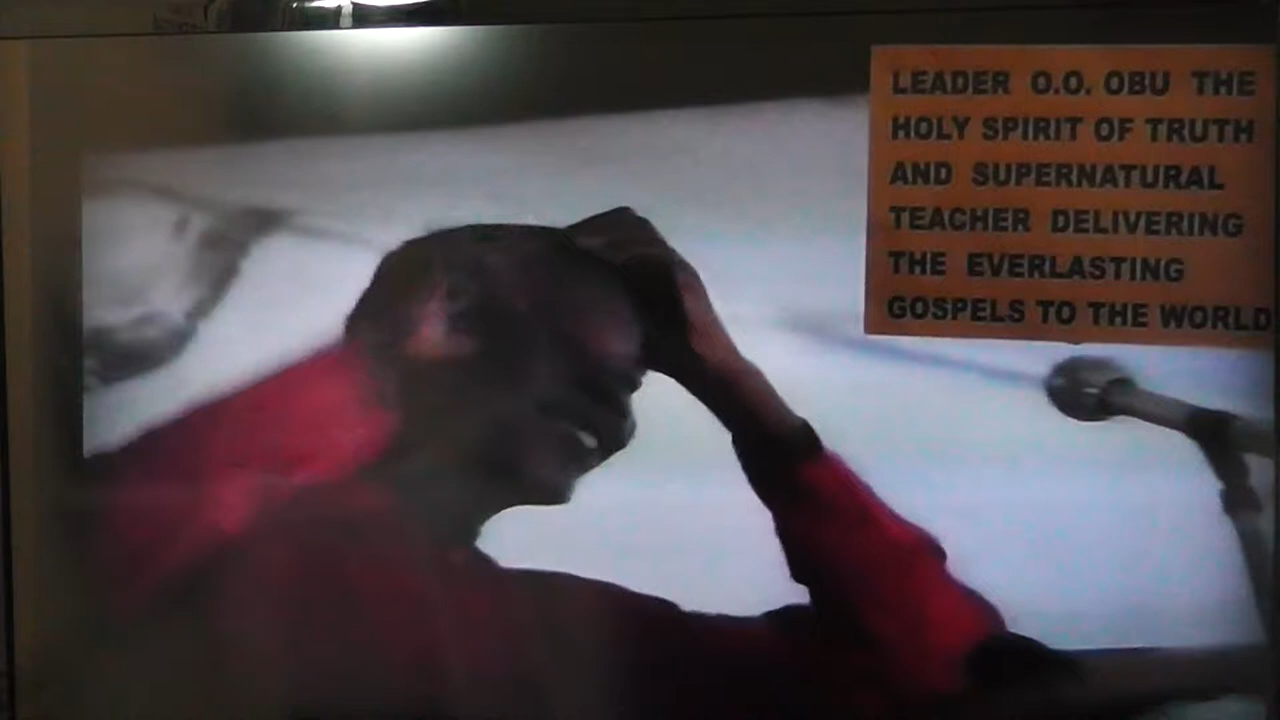 LEADER O.O. OBU THE
HOLY SPIRIT OF TRUTH
AND SUPERNATURAL
TEACHER DELIVERING
THE EVERLASTING
GOSPELS TO THE WORLD